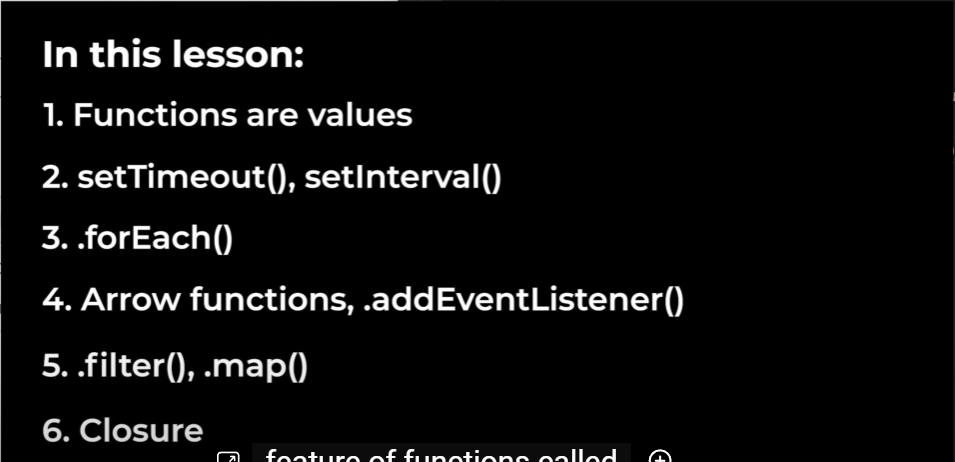 In this lesson:
1. Functions are values
2. setTimeout(), setInterval()
3. .forEach()
4. Arrow functions, .addEventListener()
5. .filter(), .map()
6. Closure
feature of functions called